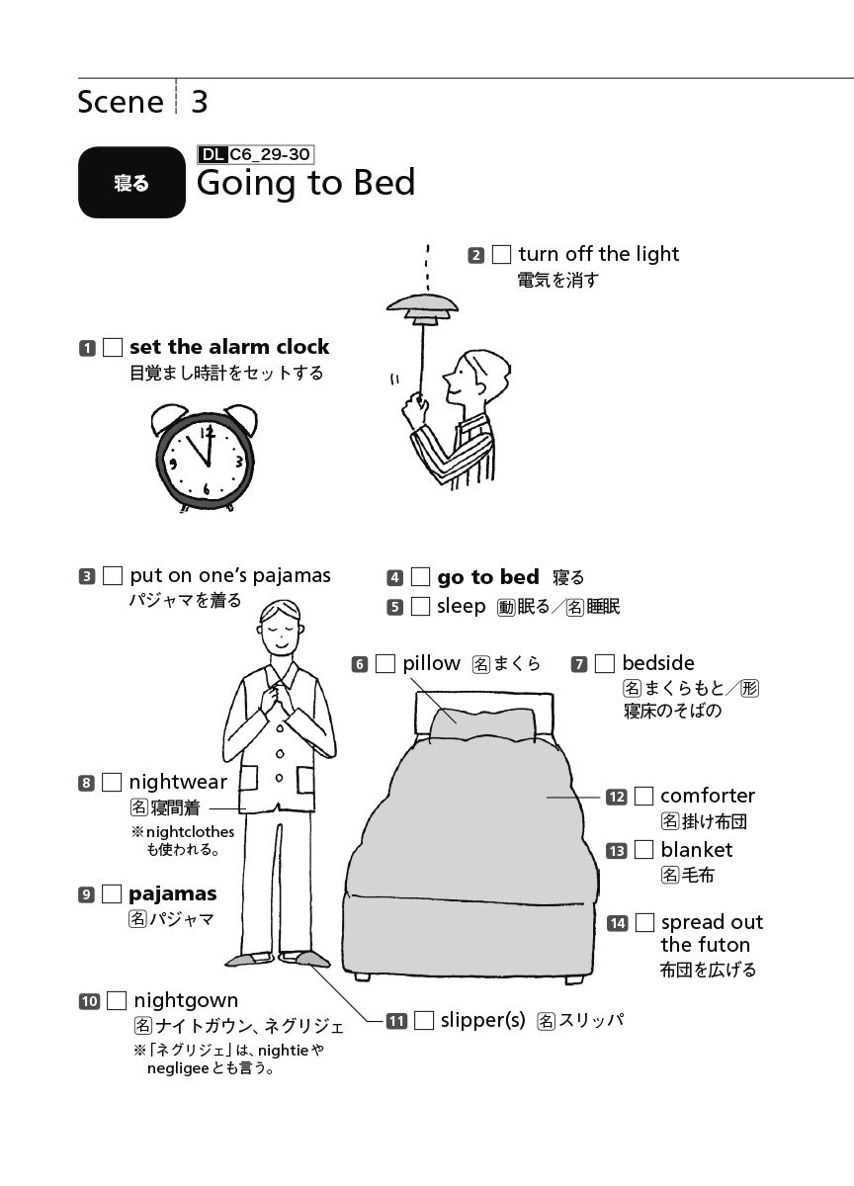 Scene 3
寝る
DL C6_29-30
Going to Bed
2 □ turn off the light
電気を消す
1 □ set the alarm clock
目覚まし時計をセットする
12
9 3
6
3 □ put on one's pajamas
パジャマを着る
4 □ go to bed 寝る
5 □ sleep 動眠る／名睡眠
6 □ pillow 名まくら
7 □ bedside
名まくらもと／形
寝床のそばの
8 □ nightwear
名寝間着
※nightclothes
も使われる。
9 □ pajamas
名パジャマ
10 □ nightgown
名ナイトガウン、ネグリジェ
※「ネグリジェ」は、nightieや
negligeeとも言う。
11 □ slipper(s) 名スリッパ
12 □ comforter
名掛け布団
13 □ blanket
名毛布
14 □ spread out
the futon
布団を広げる